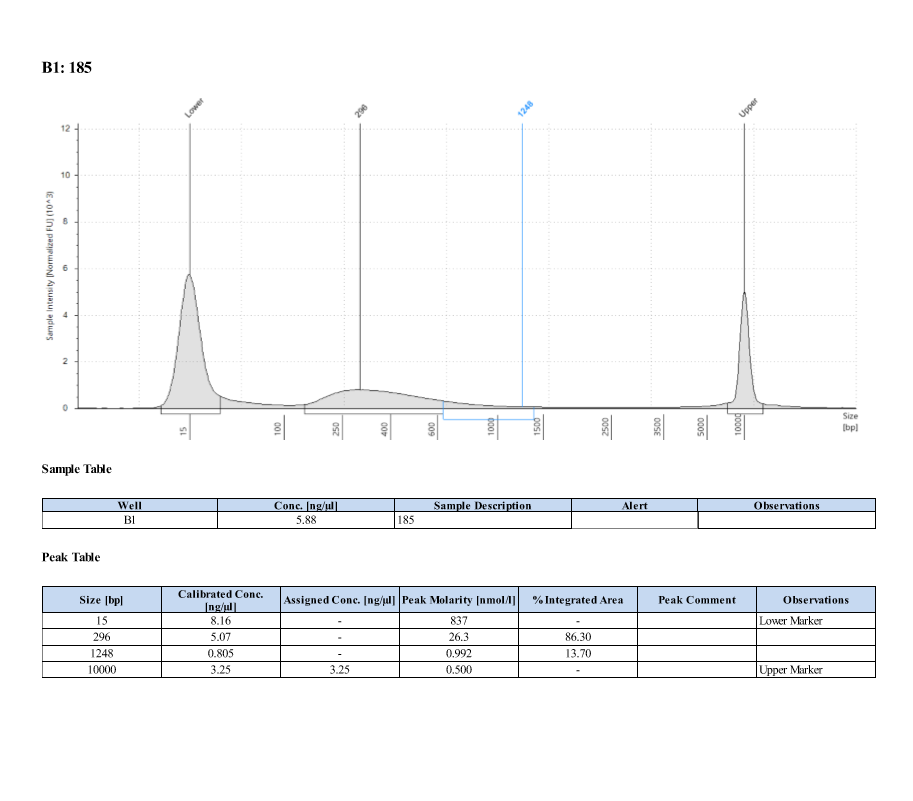 B1: 185
Lower
296
1248
Upper
Sample Intensity [Normalized FU] (10^3)
12
10
8
6
4
2
0
15
100
250
400
600
1000
1500
2500
3500
5000
10000
Size
[bp]
Sample Table
Well Conc. [ng/µl] Sample Description Alert Observations
B1 5.88 185
Peak Table
Size [bp] Calibrated Conc. [ng/µl] Assigned Conc. [ng/µl] Peak Molarity [nmol/l] % Integrated Area Peak Comment Observations
15 8.16 - 837 - Lower Marker
296 5.07 - 26.3 86.30
1248 0.805 - 0.992 13.70
10000 3.25 3.25 0.500 - Upper Marker